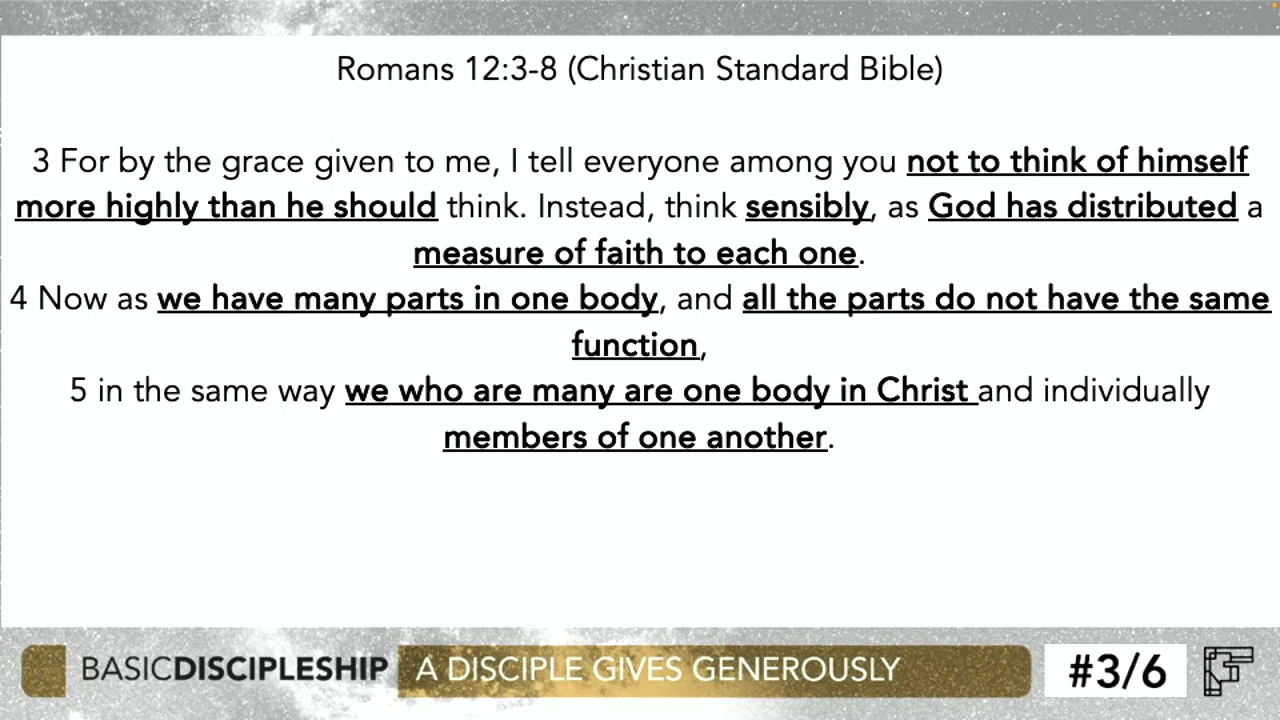 Romans 12:3-8 (Christian Standard Bible)
3 For by the grace given to me, I tell everyone among you not to think of himself
more highly than he should think. Instead, think sensibly, as God has distributed a
measure of faith to each one.
4 Now as we have many parts in one body, and all the parts do not have the same
function,
5 in the same way we who are many are one body in Christ and individually
members of one another.
BASICDISCIPLESHIP A DISCIPLE GIVES GENEROUSLY #3/6